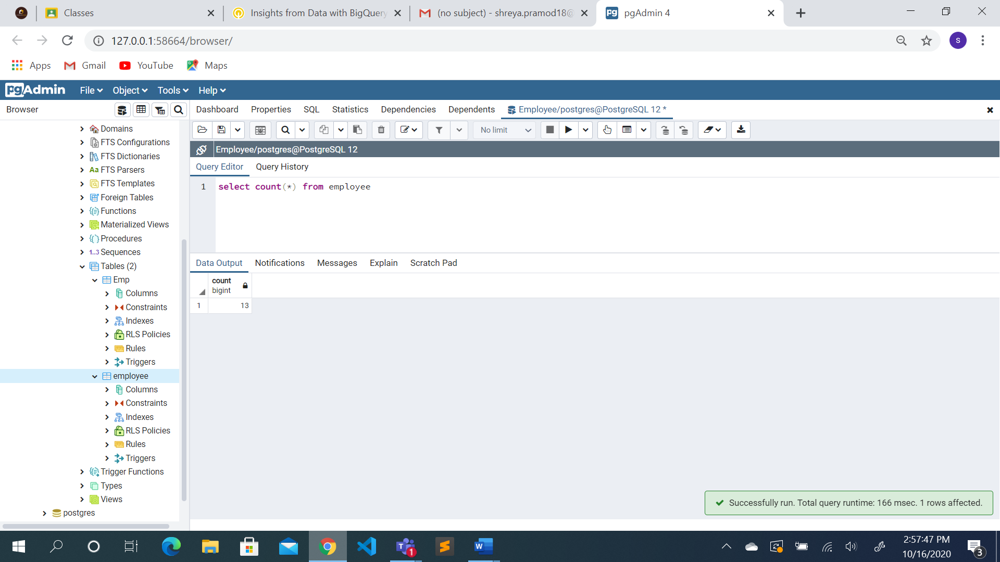 Classes
Insights from Data with BigQuery
(no subject) - shreya.pramod18@
pgAdmin 4
127.0.0.1:58664/browser/
S
Apps
Gmail
YouTube
Maps
pgAdmin
File
Object
Tools
Help
Browser
Dashboard
Properties
SQL
Statistics
Dependencies
Dependents
Employee/postgres@PostgreSQL 12 *
No limit
Employee/postgres@PostgreSQL 12
Query Editor
Query History
1 select count(*) from employee
Data Output
Notifications
Messages
Explain
Scratch Pad
count
bigint
1 13
Domains
FTS Configurations
FTS Dictionaries
Aa FTS Parsers
FTS Templates
Foreign Tables
Functions
Materialized Views
Procedures
1..3 Sequences
Tables (2)
Emp
Columns
Constraints
Indexes
RLS Policies
Rules
Triggers
employee
Columns
Constraints
Indexes
RLS Policies
Rules
Triggers
Trigger Functions
Types
Views
postgres
Successfully run. Total query runtime: 166 msec. 1 rows affected.
T 1
W
2:57:47 PM
10/16/2020
3